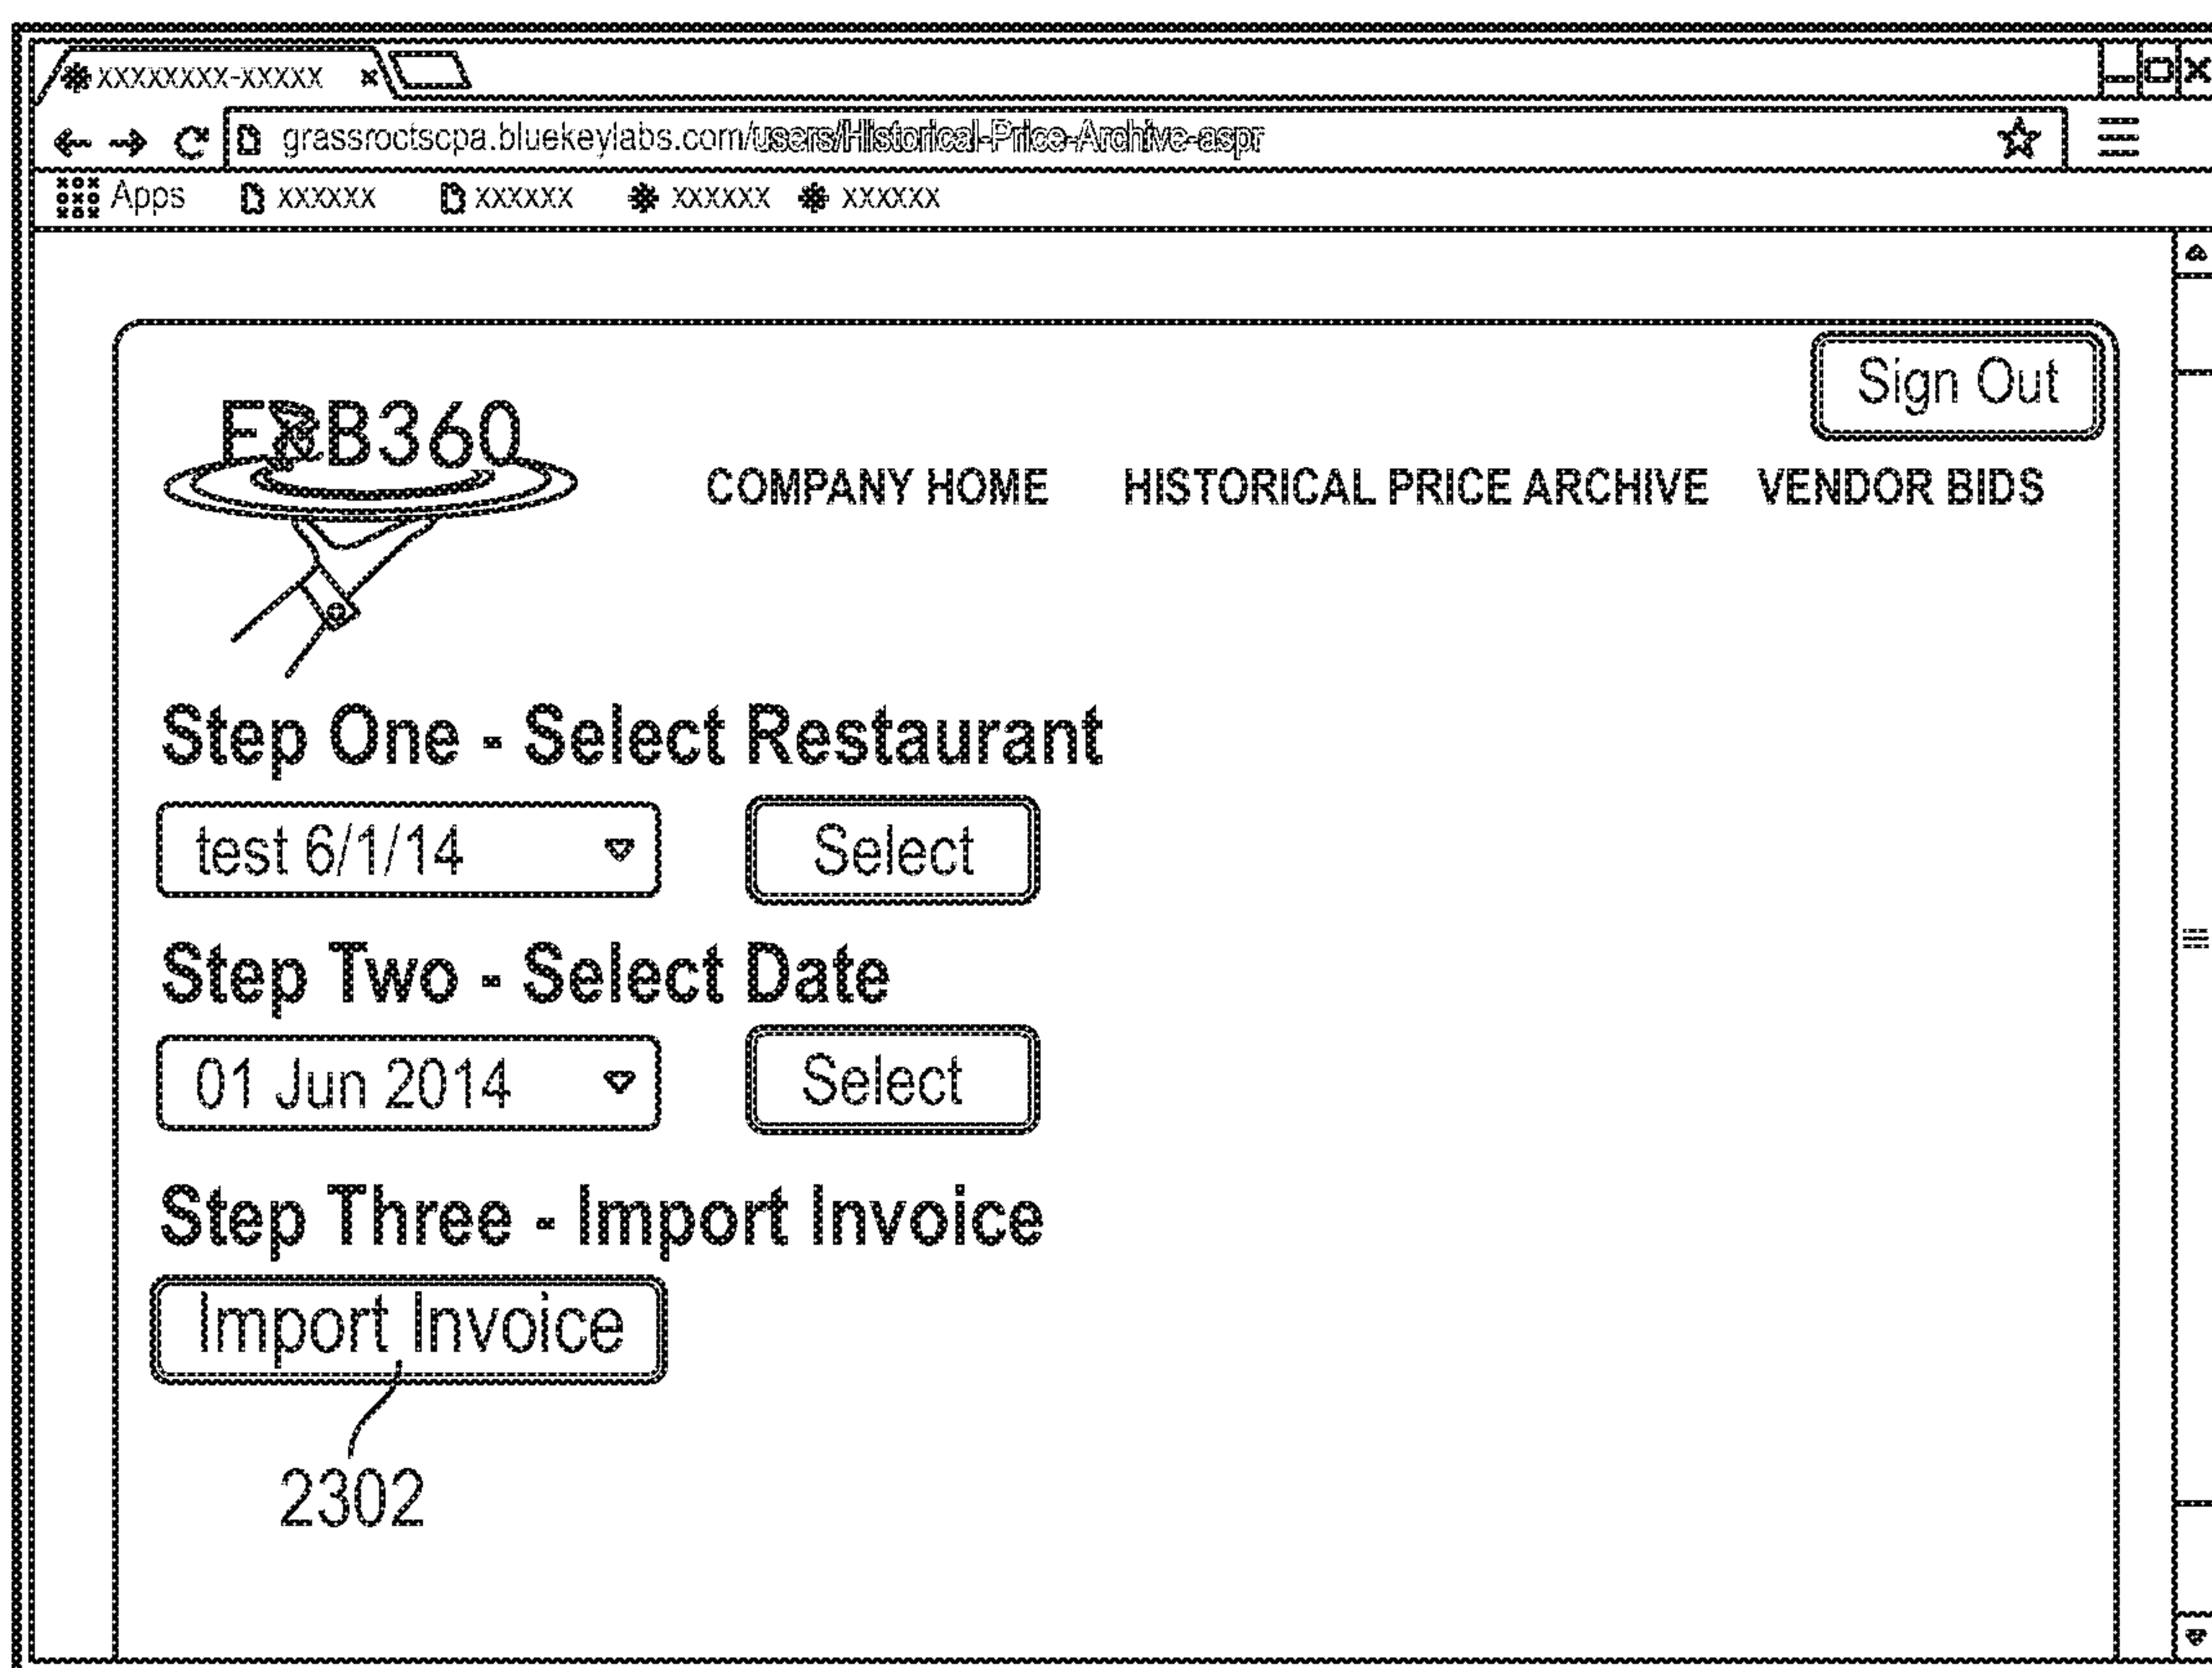 xxxxxxxx-xxxxx
grassroctscpa.bluekeylabs.com/users/Historical-Price-Archive-aspr
Apps xxxxxx xxxxxx xxxxxx xxxxxx
Sign Out
F&B360
COMPANY HOME HISTORICAL PRICE ARCHIVE VENDOR BIDS
Step One - Select Restaurant
test 6/1/14 Select
Step Two - Select Date
01 Jun 2014 Select
Step Three - Import Invoice
Import Invoice
2302